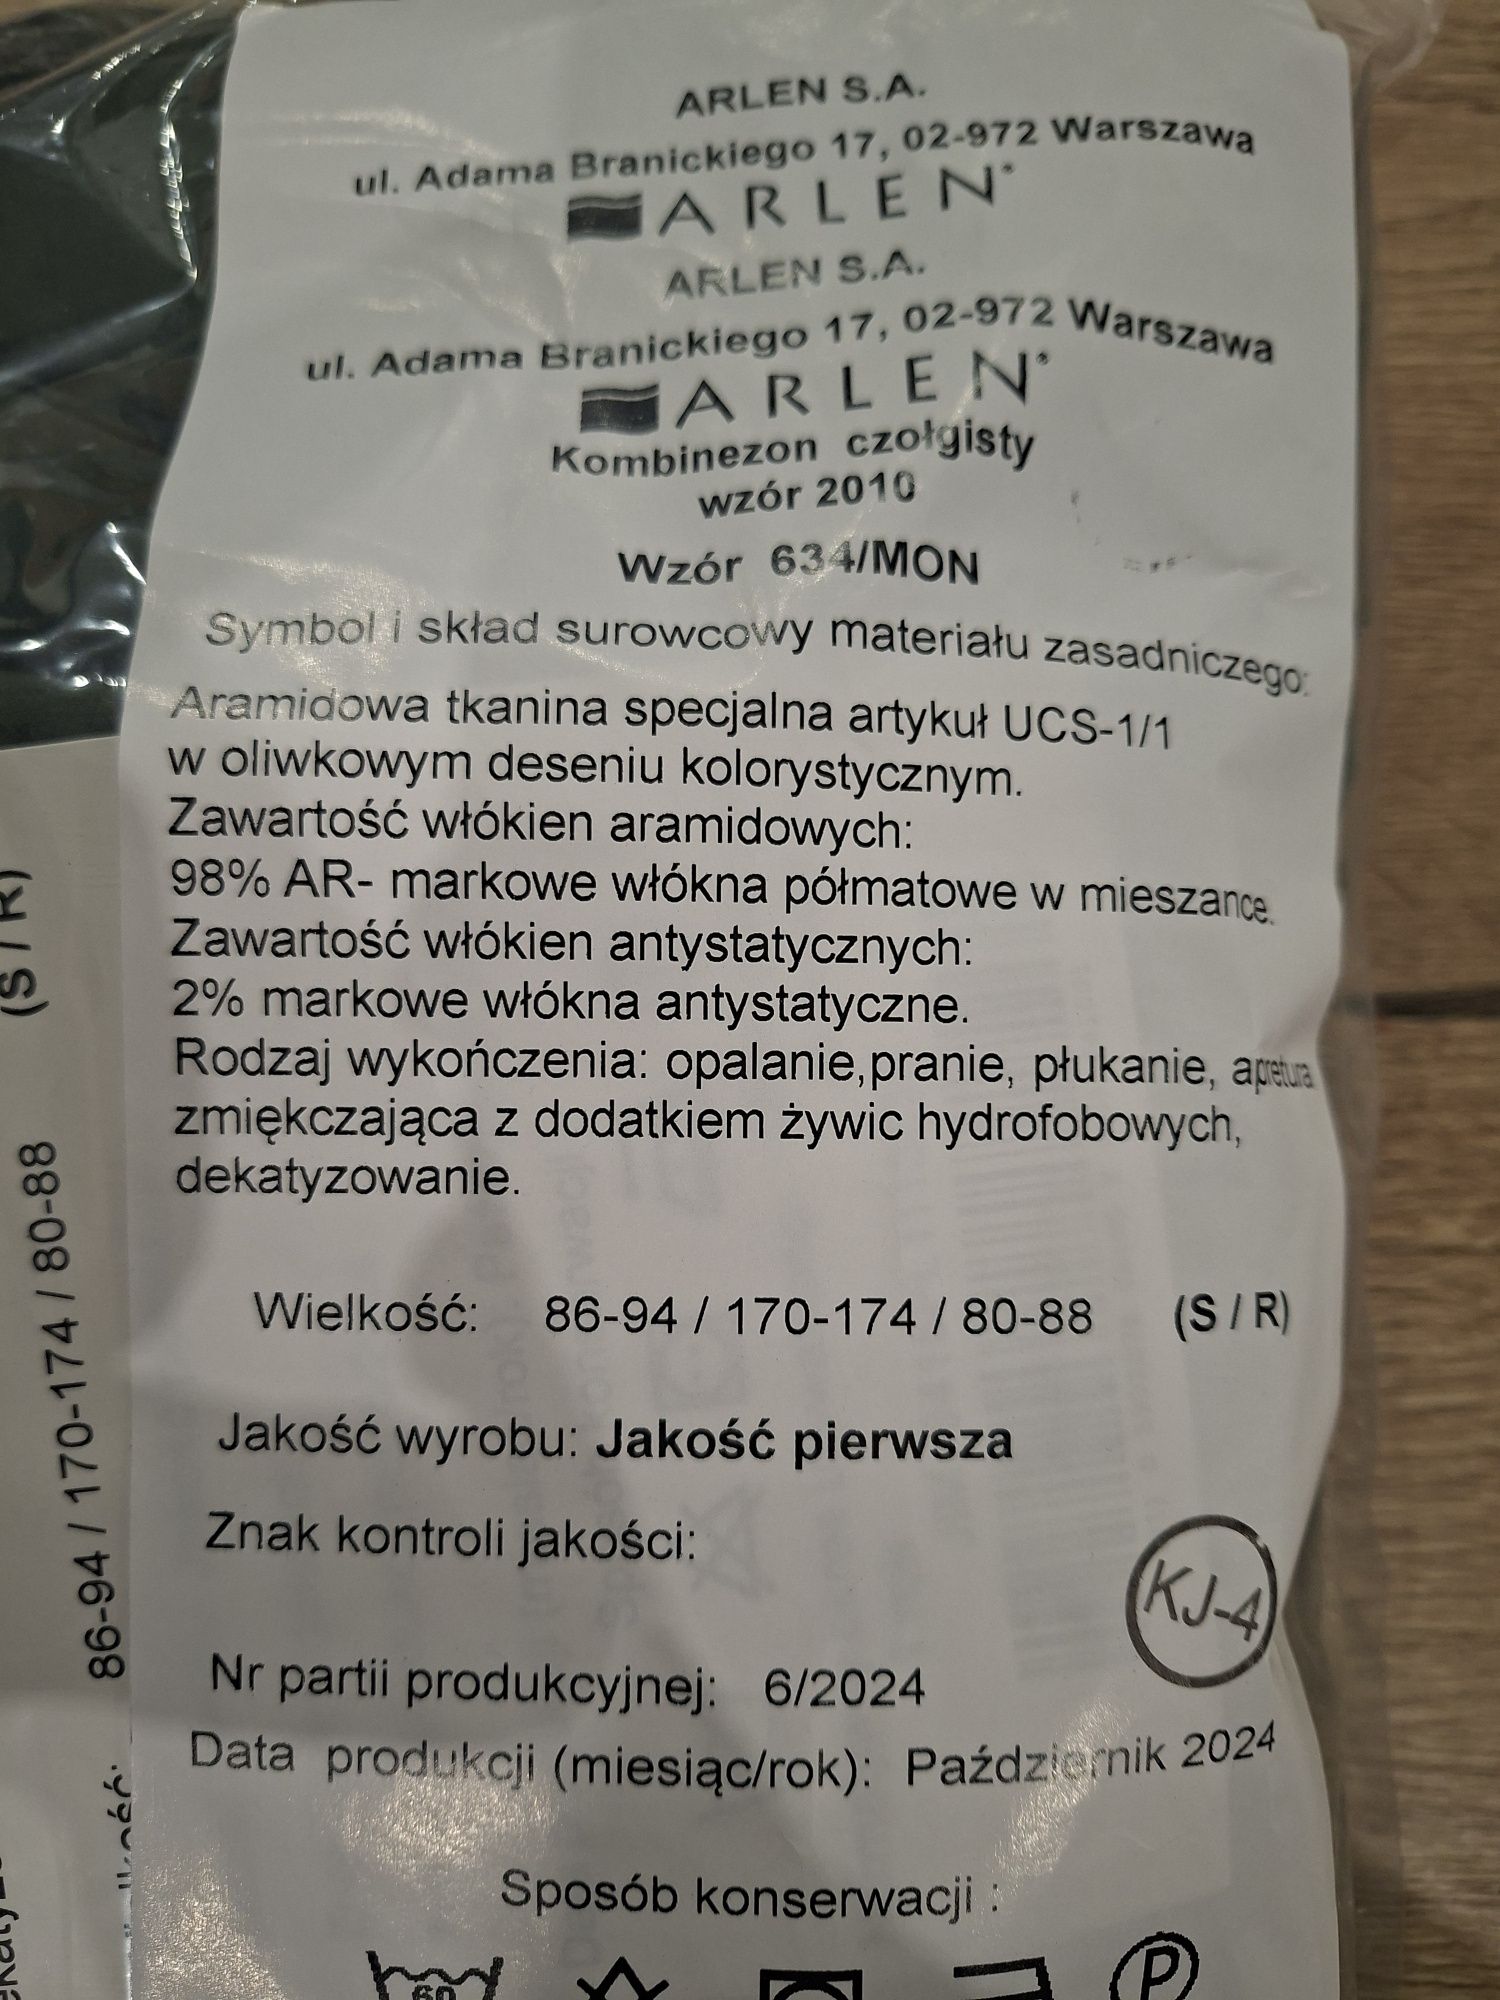 ARLEN S.A.
ul. Adama Branickiego 17, 02-972 Warszawa
ARLEN
ARLEN S.A.
ul. Adama Branickiego 17, 02-972 Warszawa
ARLEN
Kombinezon czołgisty
wzór 2010
Wzór 634/MON
Symbol i skład surowcowy materiału zasadniczego:
Aramidowa tkanina specjalna artykuł UCS-1/1
w oliwkowym deseniu kolorystycznym.
Zawartość włókien aramidowych:
98% AR- markowe włókna półmatowe w mieszance.
Zawartość włókien antystatycznych:
2% markowe włókna antystatyczne.
Rodzaj wykończenia: opalanie,pranie, płukanie, apretura
zmiękczająca z dodatkiem żywic hydrofobowych,
dekatyzowanie.
Wielkość: 86-94 / 170-174 / 80-88 (S / R)
Jakość wyrobu: Jakość pierwsza
Znak kontroli jakości:
KJ-4
Nr partii produkcyjnej: 6/2024
Data produkcji (miesiąc/rok): Październik 2024
Sposób konserwacji :
60
P
86-94 / 170-174 / 80-88 (S / R)